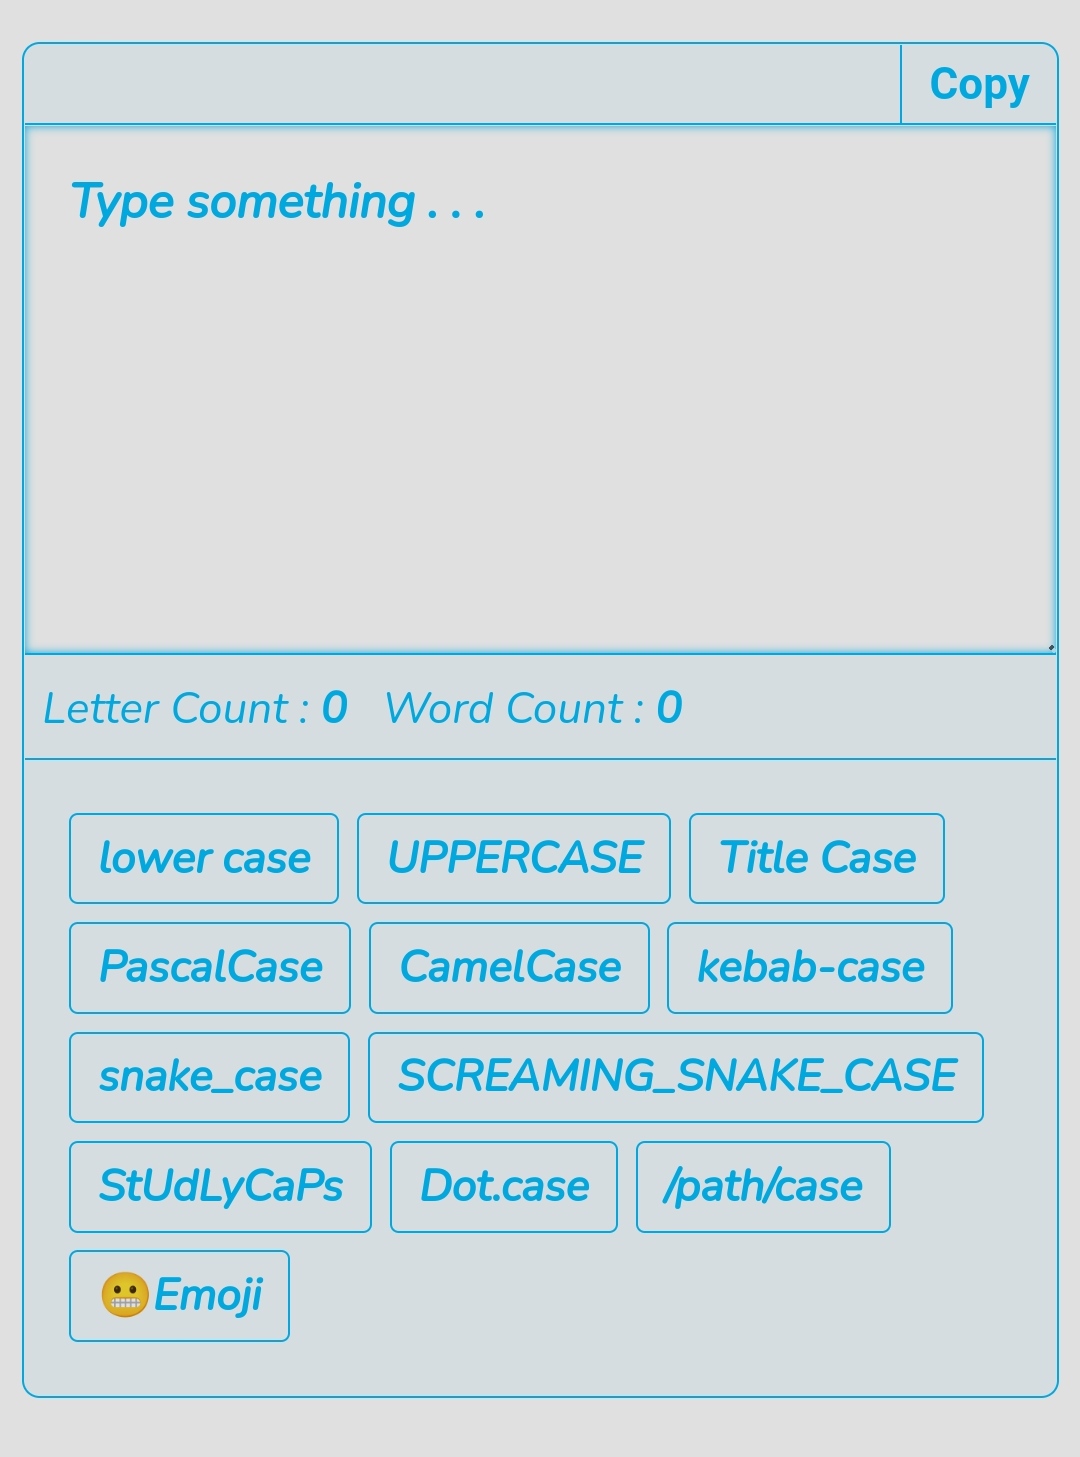 Copy
Type something . . .
Letter Count : 0 Word Count : 0
lower case UPPERCASE Title Case
PascalCase CamelCase kebab-case
snake_case SCREAMING_SNAKE_CASE
StUdLyCaPs Dot.case /path/case
😬Emoji